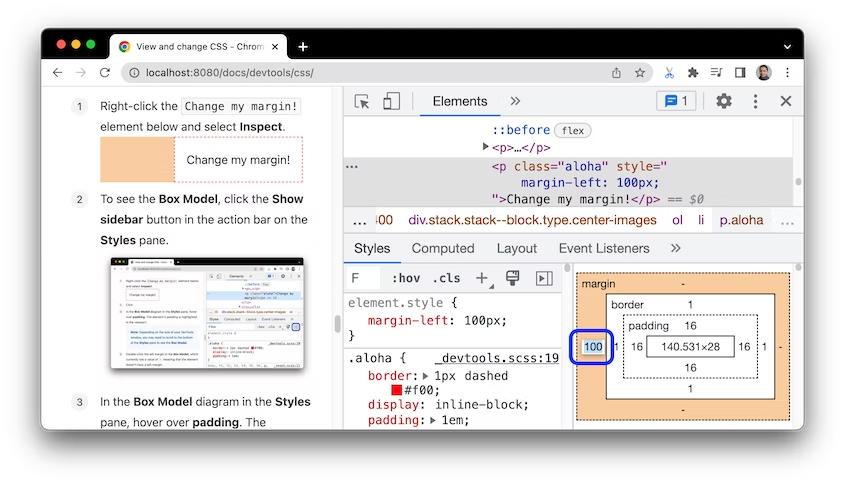 View and change CSS - Chrom
localhost:8080/docs/devtools/css/
1 Right-click the Change my margin!
element below and select Inspect.
Change my margin!
2 To see the Box Model, click the Show
sidebar button in the action bar on the
Styles pane.
3 In the Box Model diagram in the Styles
pane, hover over padding. The
Elements
1
::before flex
<p>…</p>
<p class="aloha" style="
margin-left: 100px;
">Change my margin!</p> == $0
... 400 div.stack.stack--block.type.center-images ol li p.aloha ...
Styles Computed Layout Event Listeners
F :hov .cls
element.style {
margin-left: 100px;
}
.aloha { _devtools.scss:19
border: 1px dashed
#f00;
display: inline-block;
padding: 1em;
margin -
border 1
padding 16
100 1 16 140.531×28 16 1 -
16
1
-